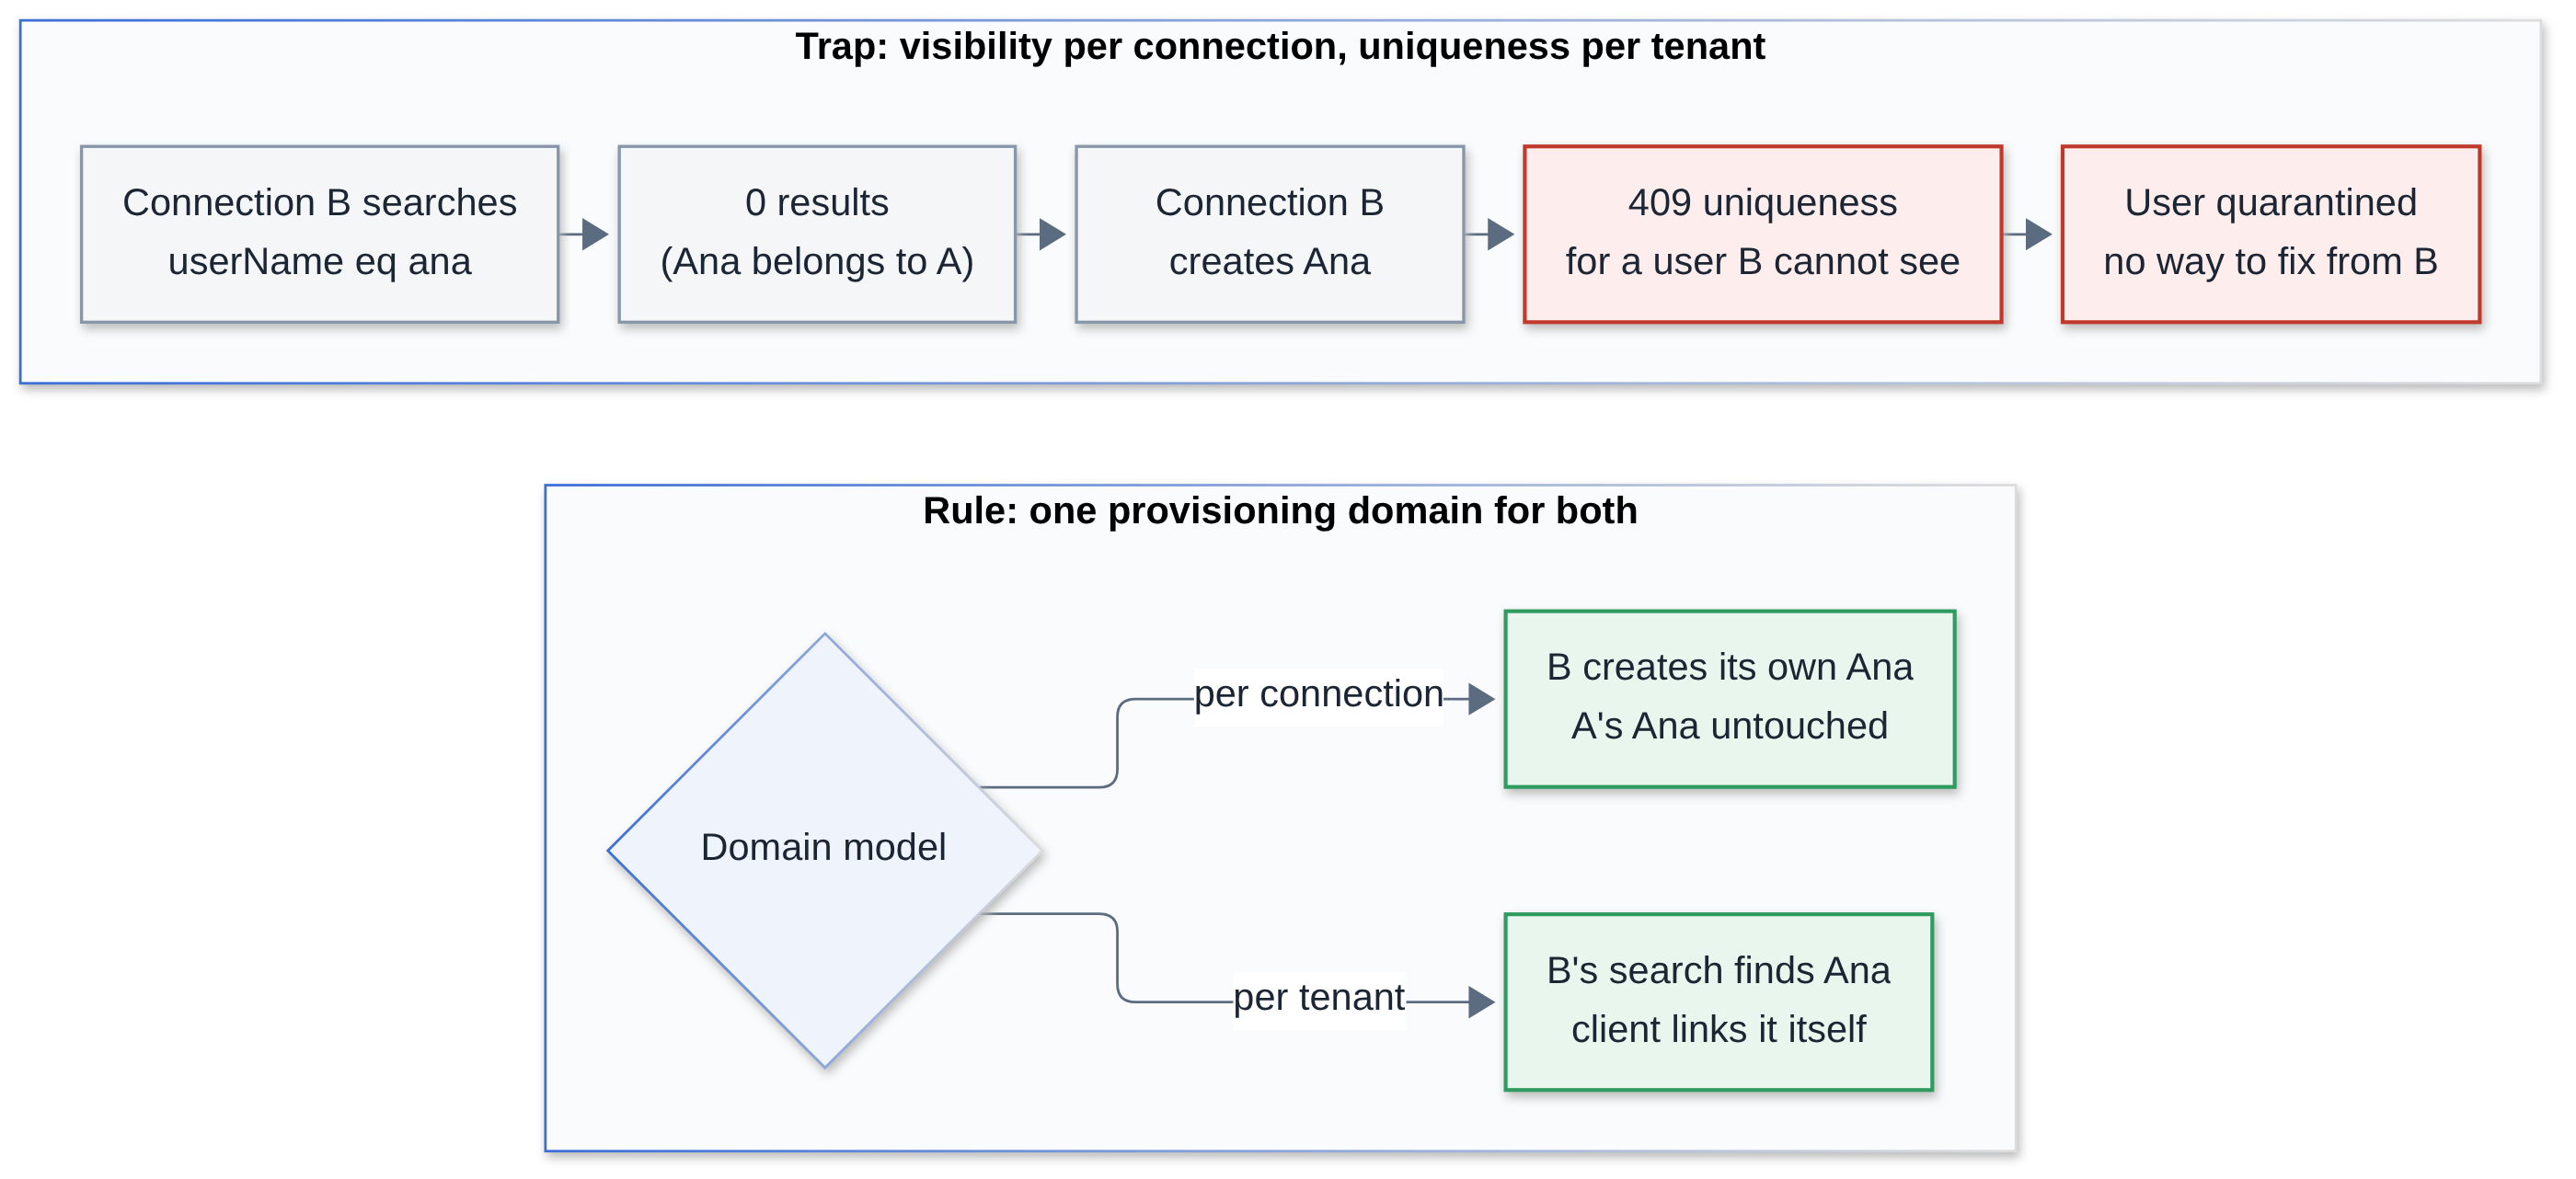 Trap: visibility per connection, uniqueness per tenant
Connection B searches
userName eq ana
0 results
(Ana belongs to A)
Connection B
creates Ana
409 uniqueness
for a user B cannot see
User quarantined
no way to fix from B
Rule: one provisioning domain for both
Domain model
per connection
B creates its own Ana
A's Ana untouched
per tenant
B's search finds Ana
client links it itself